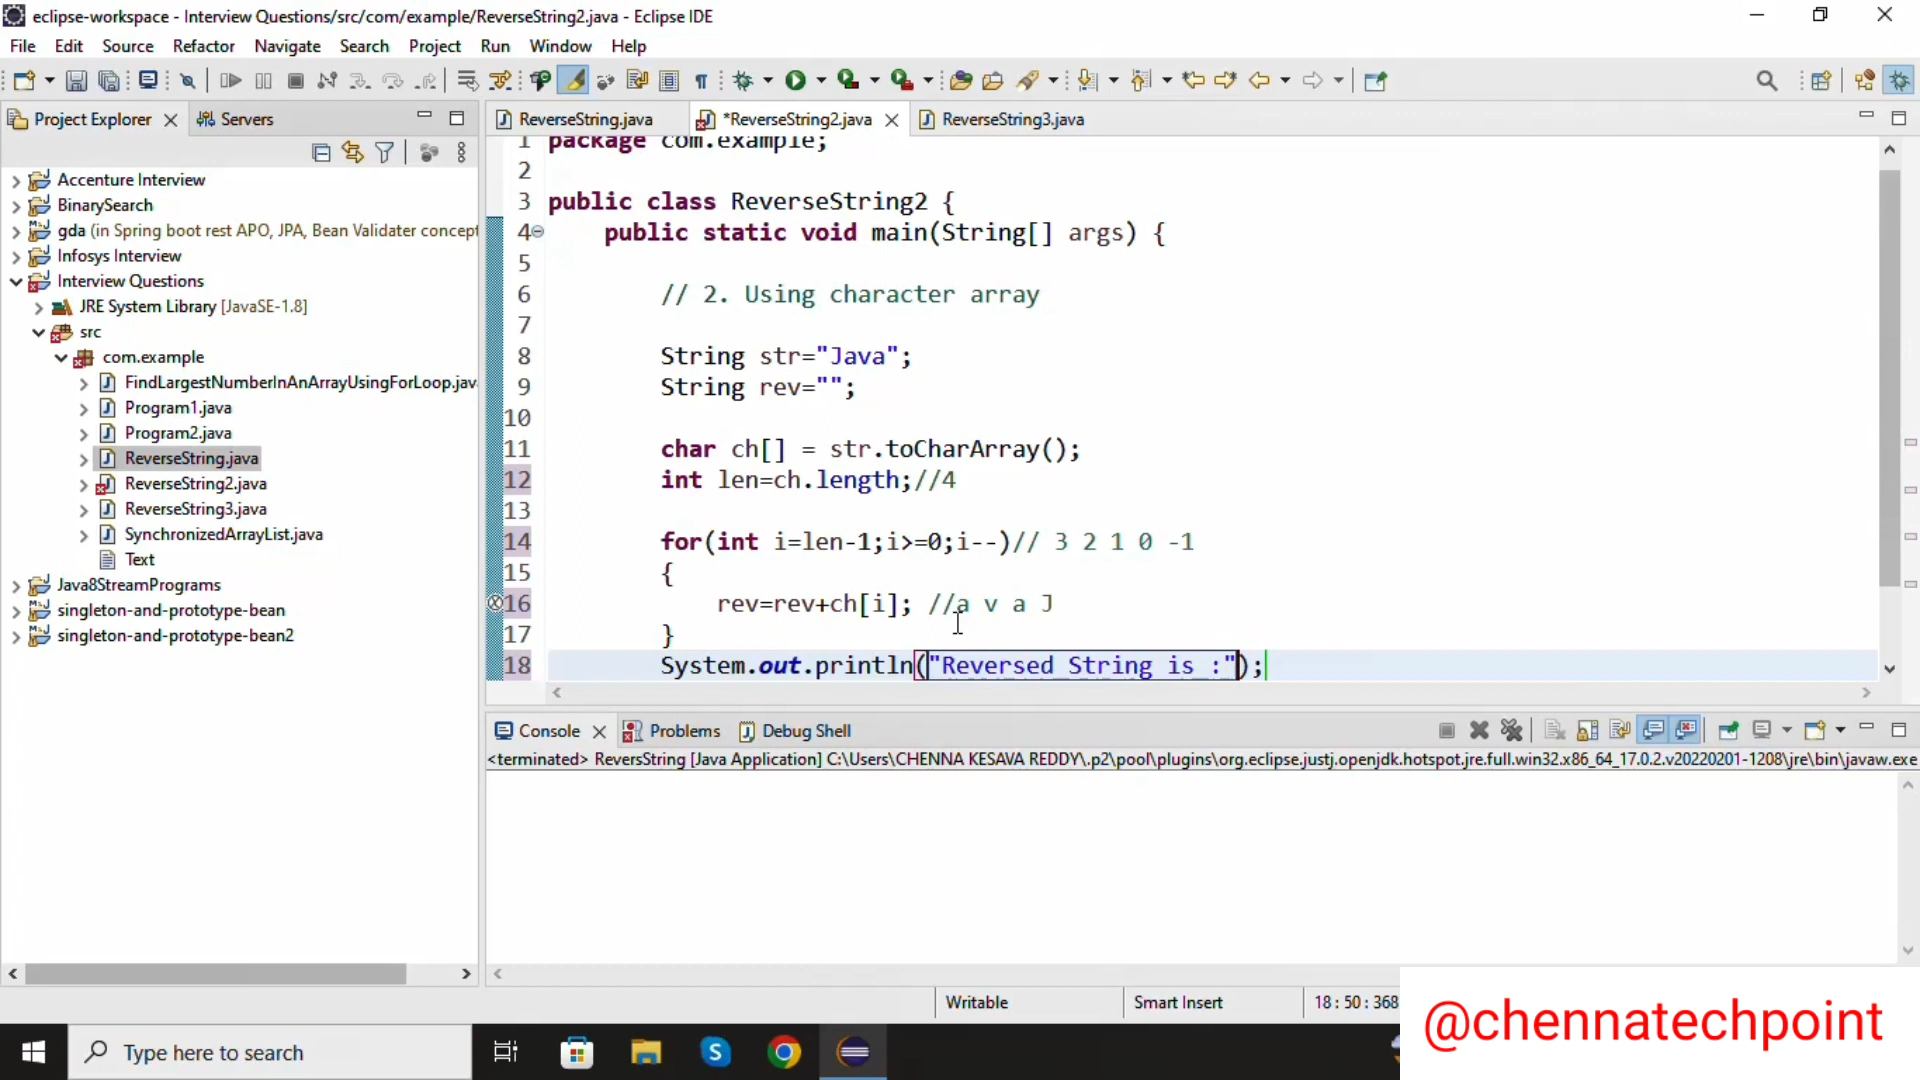 eclipse-workspace - Interview Questions/src/com/example/ReverseString2.java - Eclipse IDE
File Edit Source Refactor Navigate Search Project Run Window Help
Project Explorer Servers
Accenture Interview
BinarySearch
gda (in Spring boot rest APO, JPA, Bean Validater concept
Infosys Interview
Interview Questions
JRE System Library [JavaSE-1.8]
src
com.example
FindLargestNumberInAnArrayUsingForLoop.jav
Program1.java
Program2.java
ReverseString.java
ReverseString2.java
ReverseString3.java
SynchronizedArrayList.java
Text
Java8StreamPrograms
singleton-and-prototype-bean
singleton-and-prototype-bean2
ReverseString.java *ReverseString2.java ReverseString3.java
1 package com.example;
2
3 public class ReverseString2 {
4 public static void main(String[] args) {
5
6 // 2. Using character array
7
8 String str="Java";
9 String rev="";
10
11 char ch[] = str.toCharArray();
12 int len=ch.length;//4
13
14 for(int i=len-1;i>=0;i--)// 3 2 1 0 -1
15 {
16 rev=rev+ch[i]; //a v a J
17 }
18 System.out.println("Reversed String is :");
Console Problems Debug Shell
<terminated> ReversString [Java Application] C:\Users\CHENNA KESAVA REDDY\.p2\pool\plugins\org.eclipse.justj.openjdk.hotspot.jre.full.win32.x86_64_17.0.2.v20220201-1208\jre\bin\javaw.exe
Writable Smart Insert 18 : 50 : 368
@chennatechpoint
Type here to search